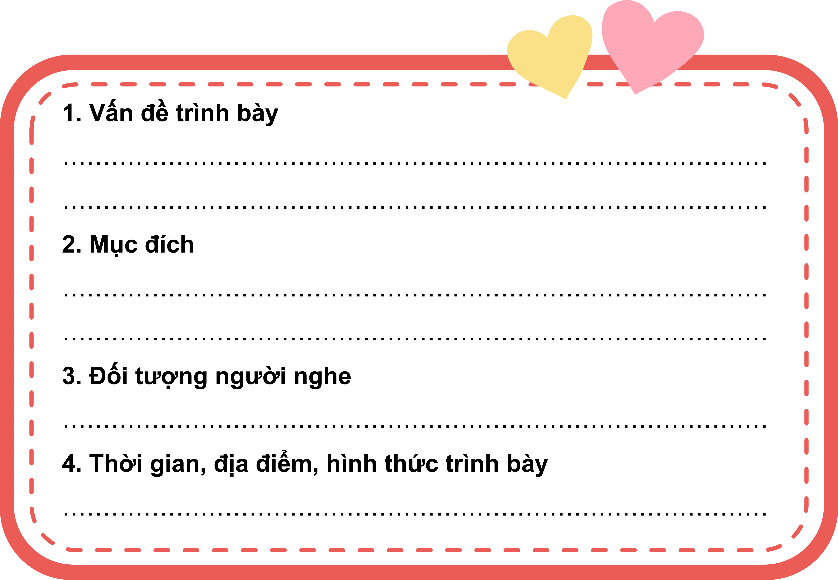 1. Vấn đề trình bày
……………………………………………………………………………………………
……………………………………………………………………………………………
2. Mục đích
……………………………………………………………………………………………
……………………………………………………………………………………………
3. Đối tượng người nghe
……………………………………………………………………………………………
4. Thời gian, địa điểm, hình thức trình bày
……………………………………………………………………………………………